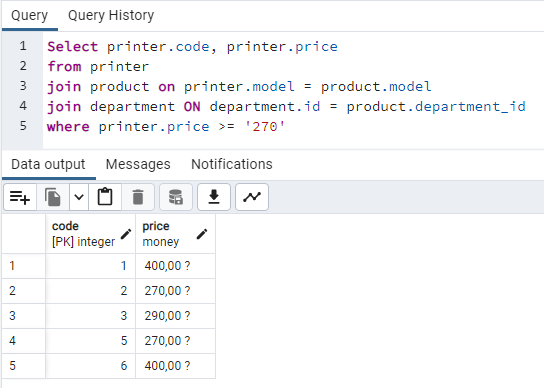 Query Query History
1 Select printer.code, printer.price
2 from printer
3 join product on printer.model = product.model
4 join department ON department.id = product.department_id
5 where printer.price >= '270'
Data output Messages Notifications
code price
[PK] integer money
1 1 400,00 ?
2 2 270,00 ?
3 3 290,00 ?
4 5 270,00 ?
5 6 400,00 ?